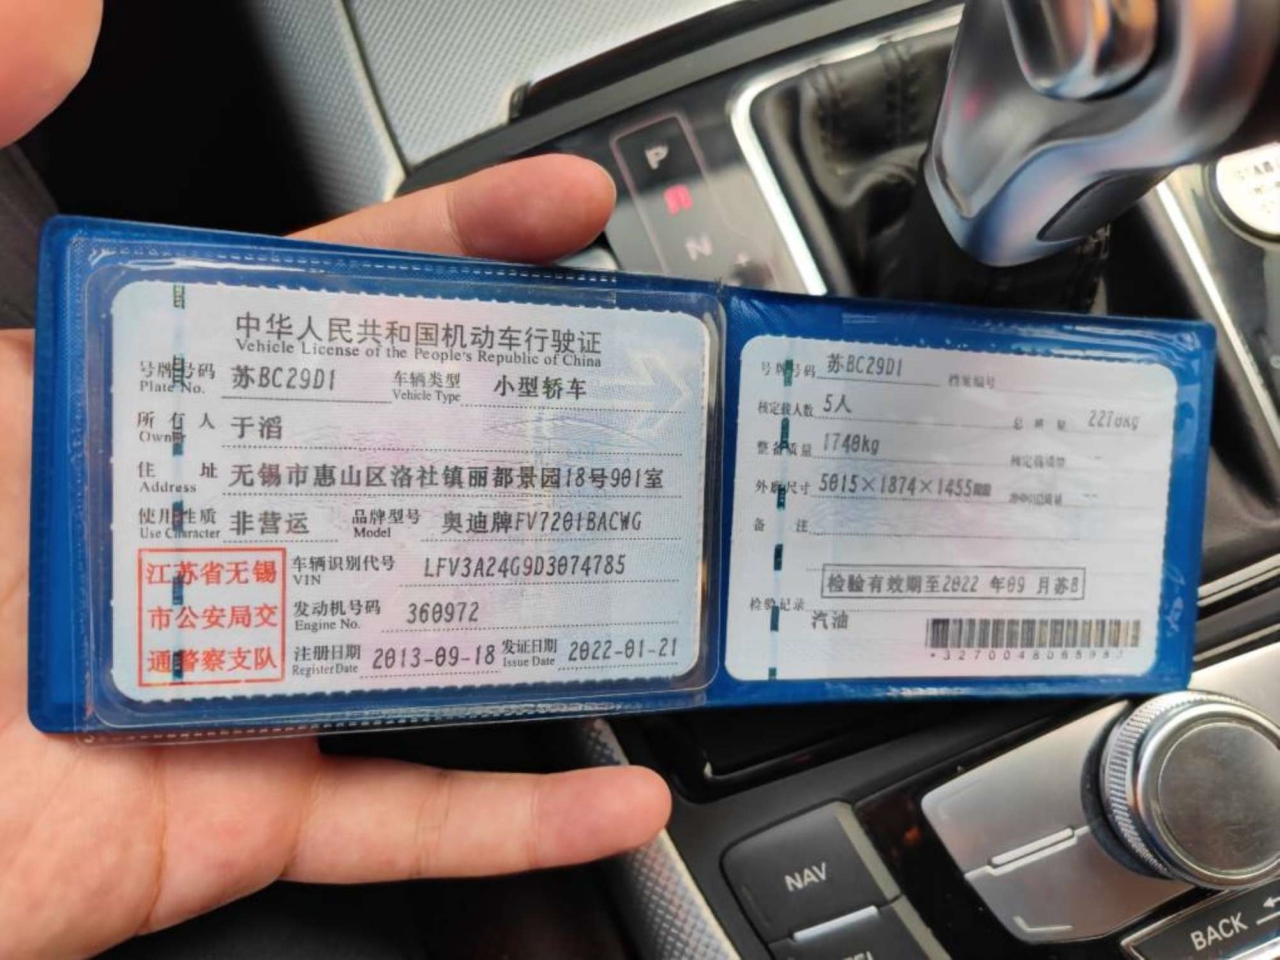 中华人民共和国机动车行驶证
Vehicle License of the People's Republic of China
号牌号码 苏BC29D1 车辆类型 小型轿车
Plate No. Vehicle Type
所有人 于滔
Owner
住址 无锡市惠山区洛社镇丽都景园18号901室
Address
使用性质 非营运 品牌型号 奥迪牌FV7201BACWG
Use Character Model
江苏省无锡
市公安局交
通警察支队
车辆识别代号 LFV3A24G9D3074785
VIN
发动机号码 360972
Engine No.
注册日期 2013-09-18 发证日期 2022-01-21
Register Date Issue Date
号牌号码 苏BC29D1 档案编号
核定载人数 5人 总质量
整备质量 1740kg 核定载质量 --
外廓尺寸 5015×1874×1455mm --
备注
检验有效期至2022 年09 月苏B
检验记录
汽油
P
N
+
NAV
BACK